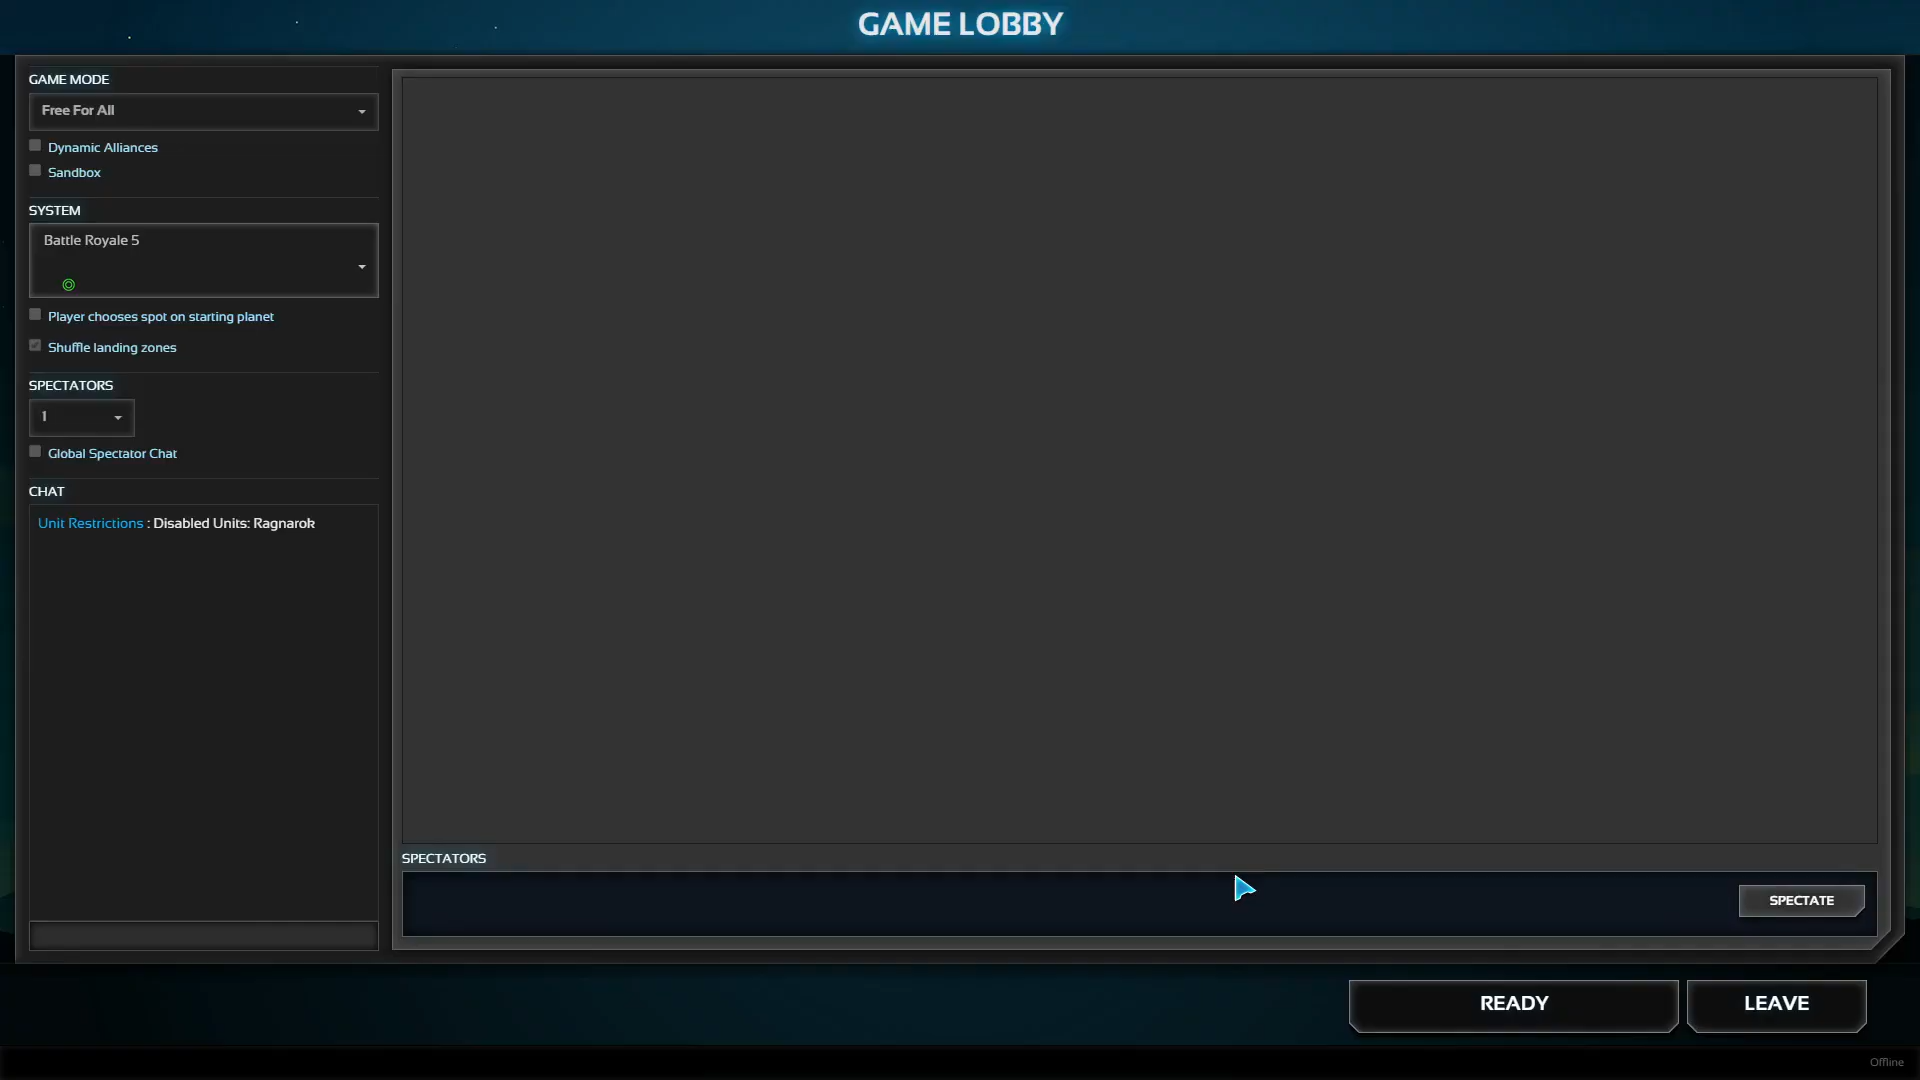 GAME LOBBY
GAME MODE
Free For All
Dynamic Alliances
Sandbox
SYSTEM
Battle Royale 5
Player chooses spot on starting planet
Shuffle landing zones
SPECTATORS
1
Global Spectator Chat
CHAT
Unit Restrictions : Disabled Units: Ragnarok
SPECTATORS
SPECTATE
READY
LEAVE
Offline